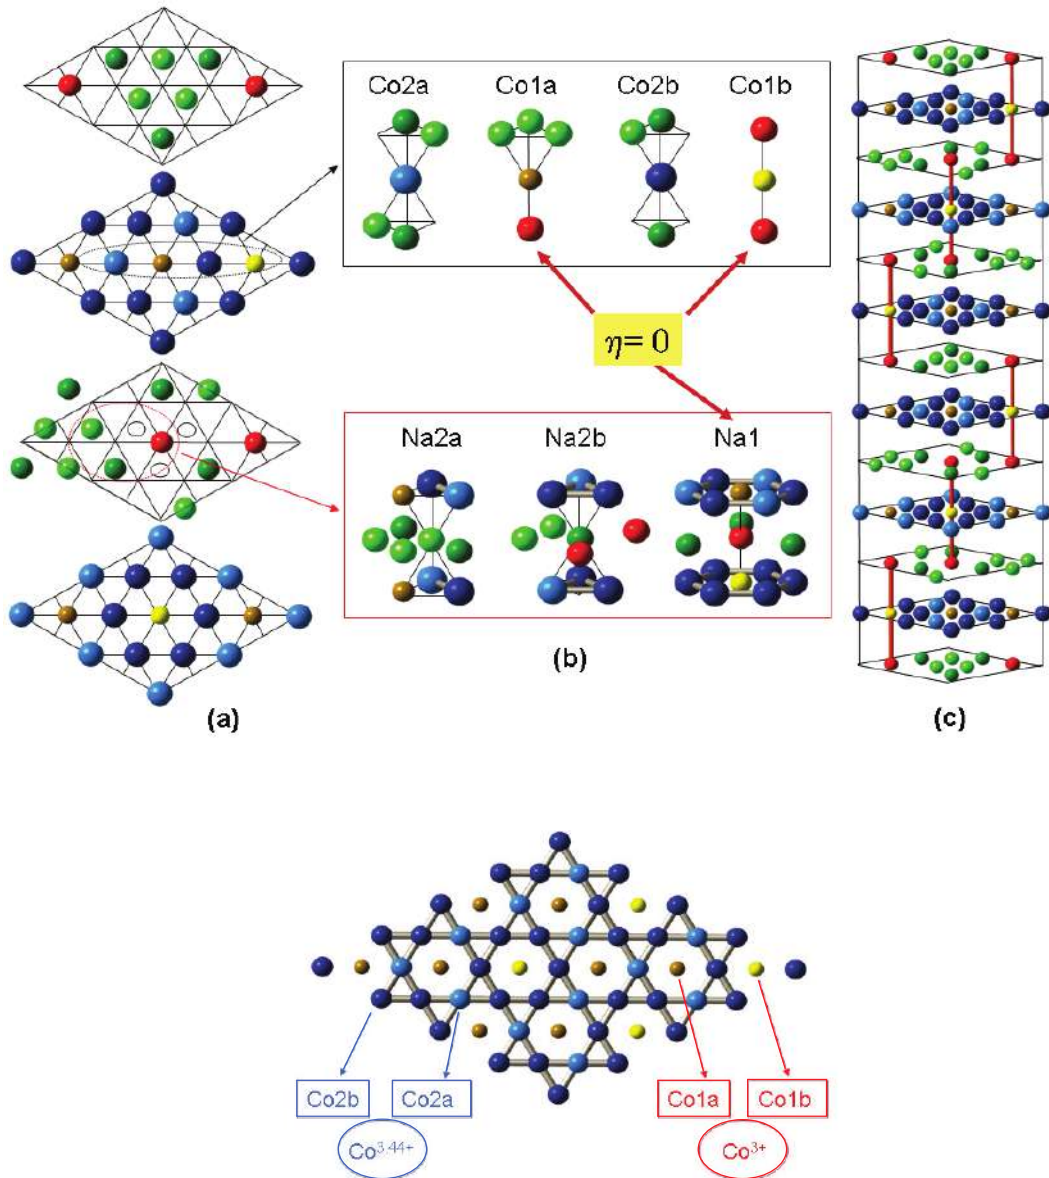 Co2a Co1a Co2b Co1b
η= 0
Na2a Na2b Na1
(a)
(b)
(c)
Co2b Co2a Co1a Co1b
Co3.44+ Co3+